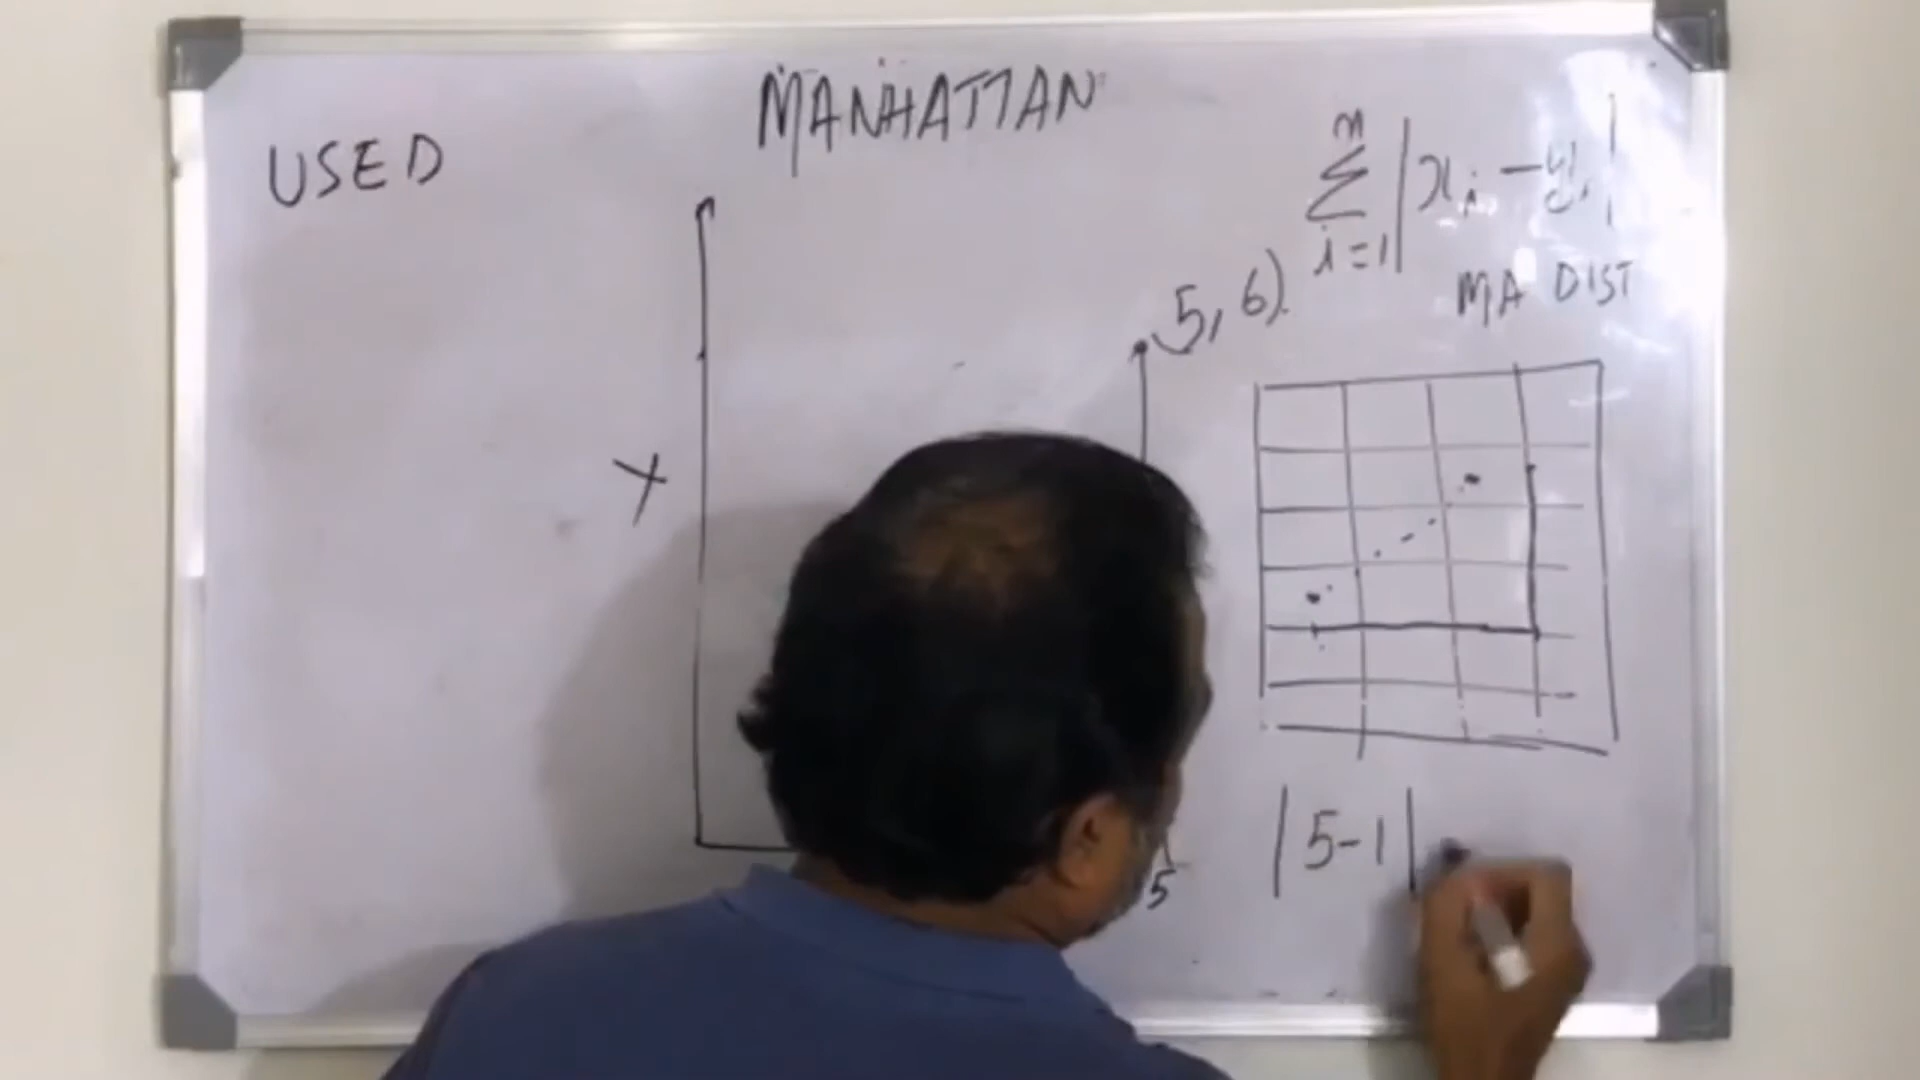 MANHATTAN
USED
n
∑ |xi - yi|
i=1
MA DIST
5, 6)
Y
5
|5-1|